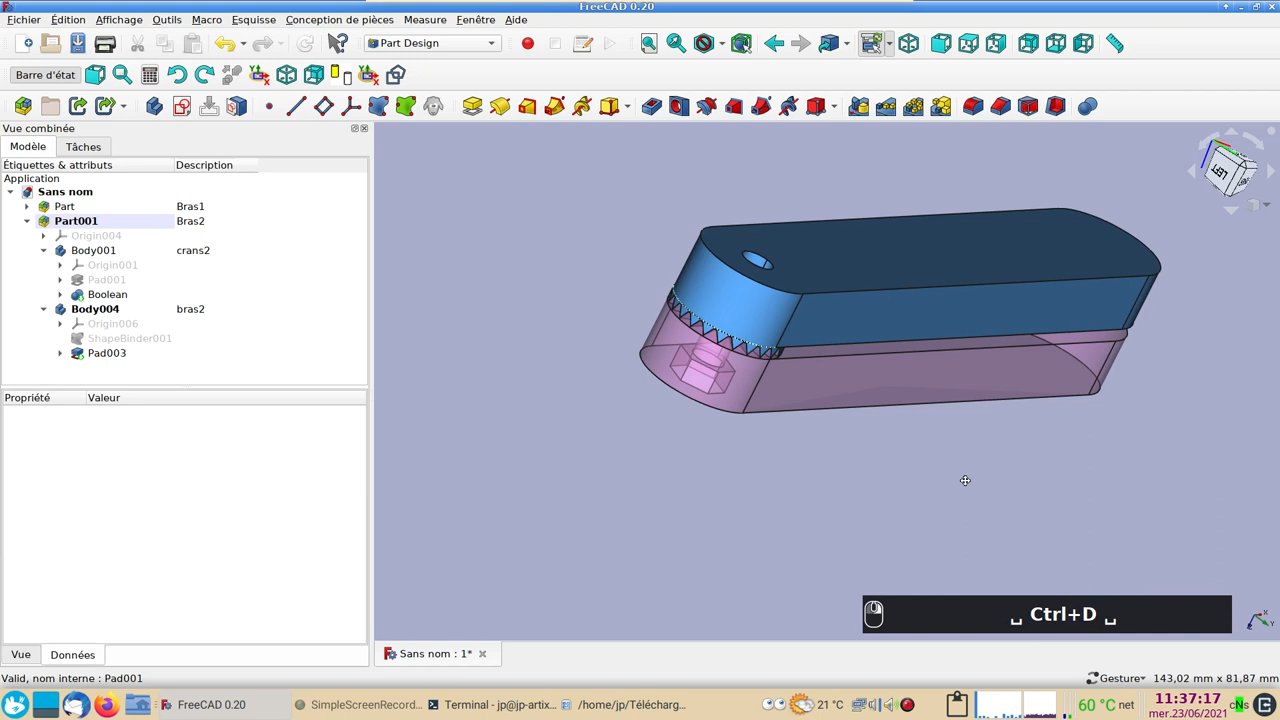 FreeCAD 0.20
Fichier Édition Affichage Outils Macro Esquisse Conception de pièces Measure Fenêtre Aide
Part Design
Barre d'état
Vue combinée
Modèle Tâches
Étiquettes & attributs Description
Application
Sans nom
Part Bras1
Part001 Bras2
Origin004
Body001 crans2
Origin001
Pad001
Boolean
Body004 bras2
Origin006
ShapeBinder001
Pad003
Propriété Valeur
LEFT
␣ Ctrl+D ␣
Vue Données
Sans nom : 1*
Valid, nom interne : Pad001
Gesture 143,02 mm x 81,87 mm
FreeCAD 0.20 SimpleScreenRecord... Terminal - jp@jp-artix... /home/jp/Télécharg... 21 °C 60 °C net 11:37:17
mer.23/06/2021
cNs